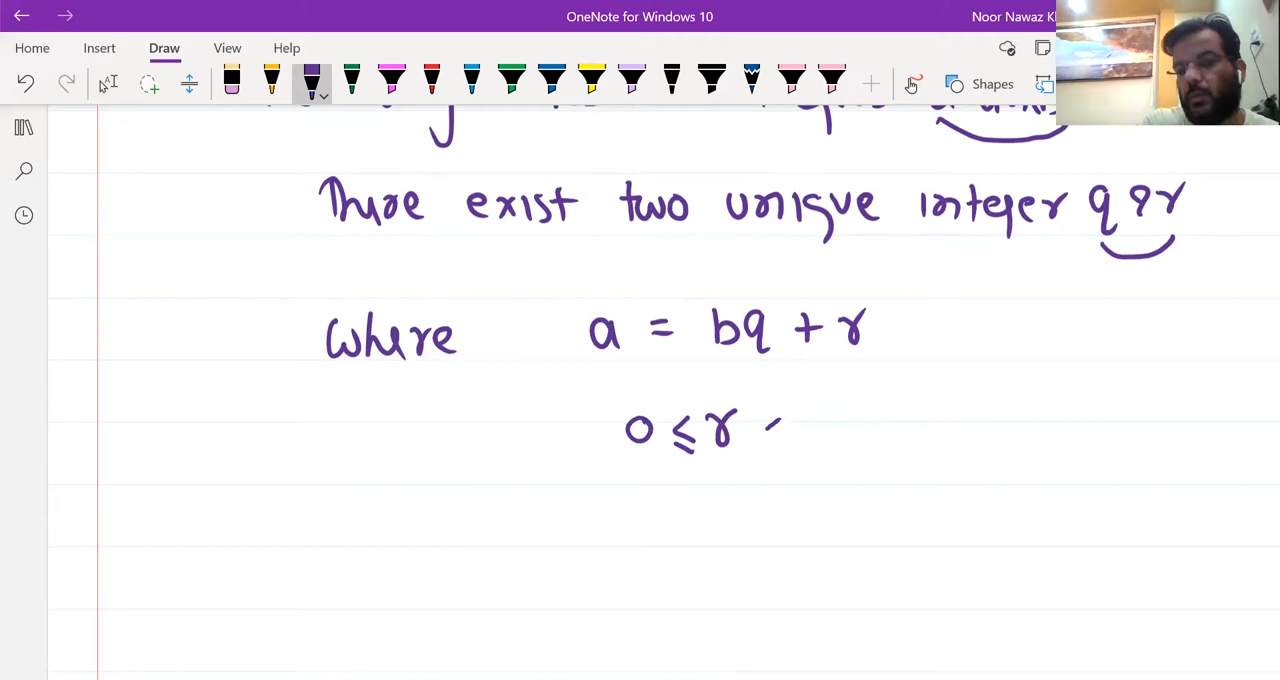 OneNote for Windows 10
Noor Nawaz Kh
Home Insert Draw View Help
Shapes
There exist two unique integer q & r
where a = bq + r
0 ≤ r